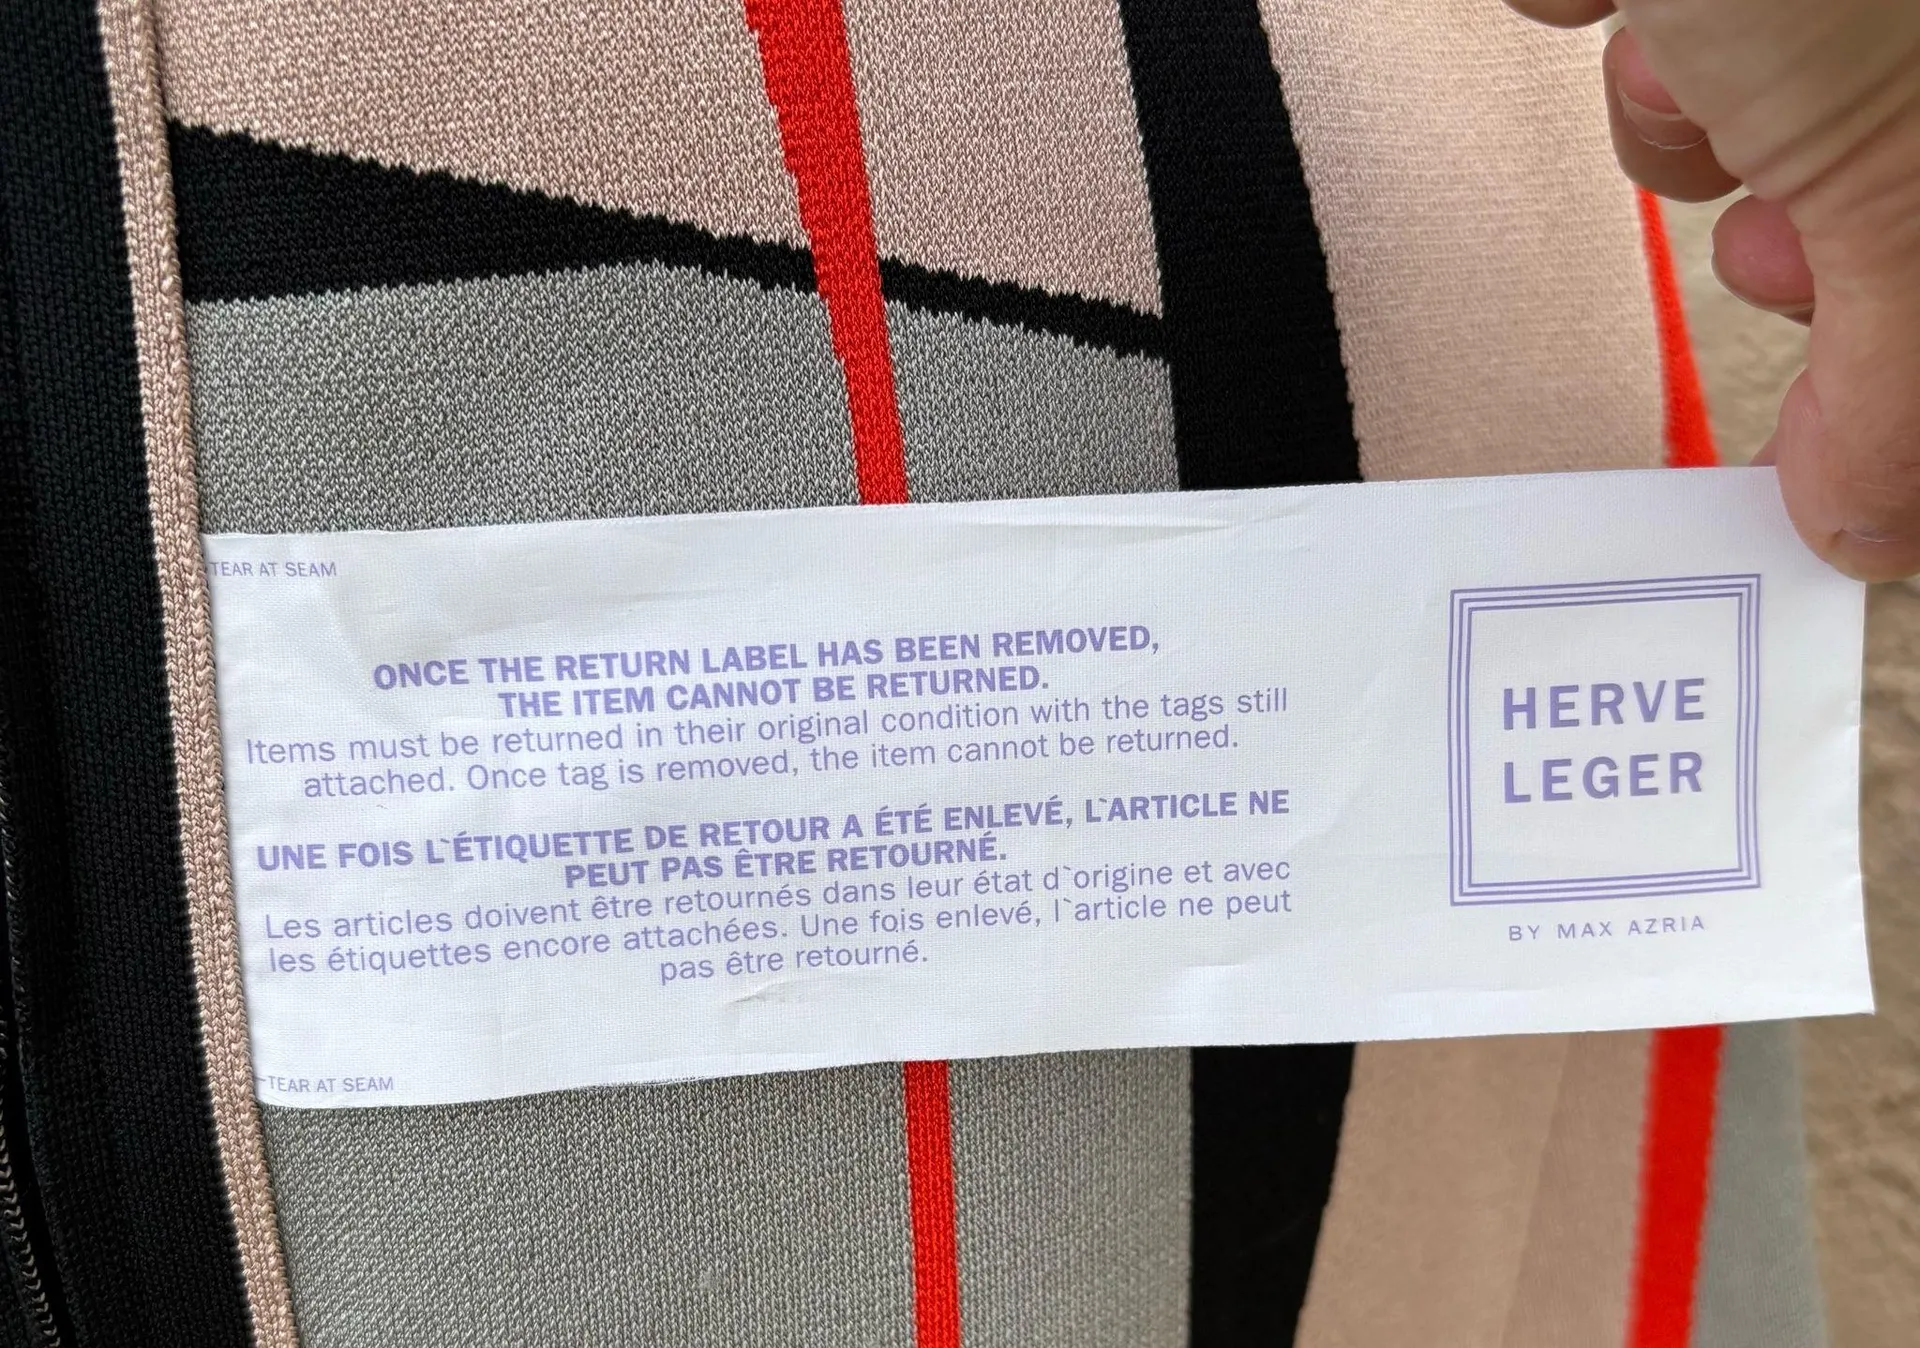 TEAR AT SEAM
ONCE THE RETURN LABEL HAS BEEN REMOVED,
THE ITEM CANNOT BE RETURNED.
Items must be returned in their original condition with the tags still
attached. Once tag is removed, the item cannot be returned.
UNE FOIS L`ÉTIQUETTE DE RETOUR A ÉTÉ ENLEVÉ, L`ARTICLE NE
PEUT PAS ÊTRE RETOURNÉ.
Les articles doivent être retournés dans leur état d`origine et avec
les étiquettes encore attachées. Une fois enlevé, l`article ne peut
pas être retourné.
TEAR AT SEAM
HERVE
LEGER
BY MAX AZRIA